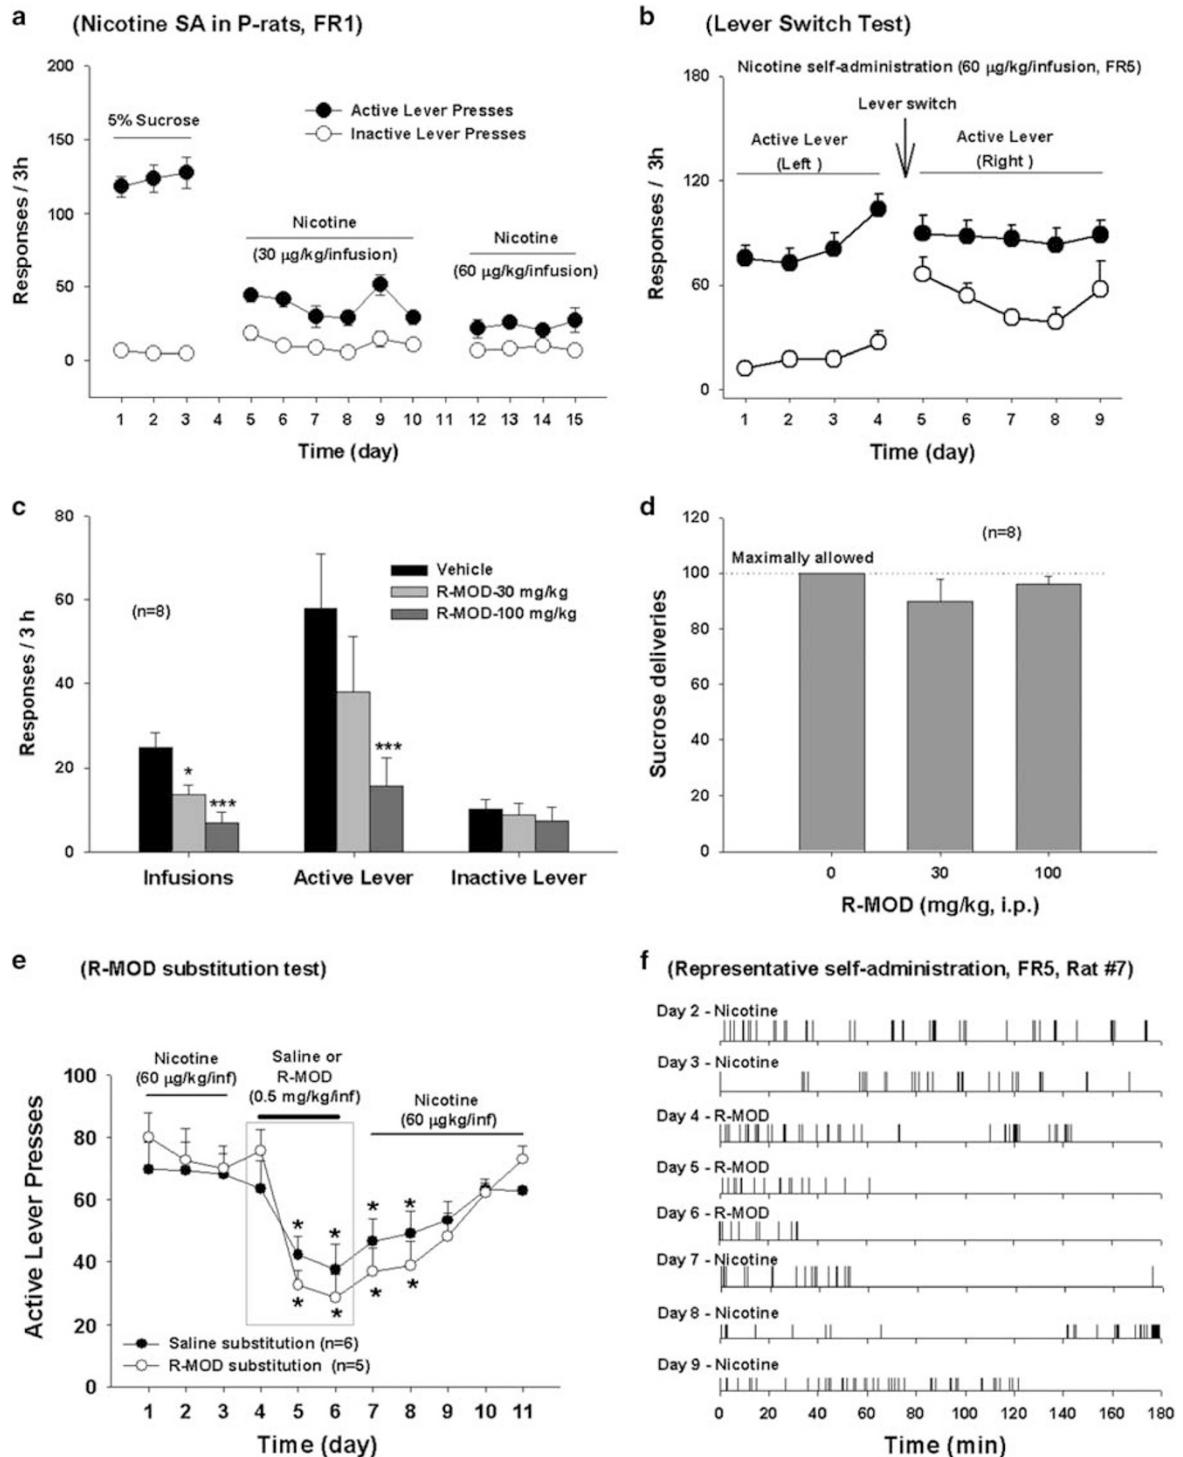 a (Nicotine SA in P-rats, FR1)
200
150
100
50
0
Responses / 3h
5% Sucrose
Active Lever Presses
Inactive Lever Presses
Nicotine
(30 µg/kg/infusion)
Nicotine
(60 µg/kg/infusion)
1 2 3 4 5 6 7 8 9 10 11 12 13 14 15
Time (day)
b (Lever Switch Test)
Nicotine self-administration (60 µg/kg/infusion, FR5)
180
120
60
0
Responses / 3h
Lever switch
Active Lever
(Left )
Active Lever
(Right )
1 2 3 4 5 6 7 8 9
Time (day)
c
80
60
40
20
0
Responses / 3 h
(n=8)
Vehicle
R-MOD-30 mg/kg
R-MOD-100 mg/kg
*
***
***
Infusions Active Lever Inactive Lever
d
120
100
80
60
40
20
0
Sucrose deliveries
(n=8)
Maximally allowed
0 30 100
R-MOD (mg/kg, i.p.)
e (R-MOD substitution test)
100
80
60
40
20
0
Active Lever Presses
Nicotine
(60 µg/kg/inf)
Saline or
R-MOD
(0.5 mg/kg/inf)
Nicotine
(60 µgkg/inf)
* * * *
* * * *
Saline substitution (n=6)
R-MOD substitution (n=5)
1 2 3 4 5 6 7 8 9 10 11
Time (day)
f (Representative self-administration, FR5, Rat #7)
Day 2 - Nicotine
Day 3 - Nicotine
Day 4 - R-MOD
Day 5 - R-MOD
Day 6 - R-MOD
Day 7 - Nicotine
Day 8 - Nicotine
Day 9 - Nicotine
0 20 40 60 80 100 120 140 160 180
Time (min)